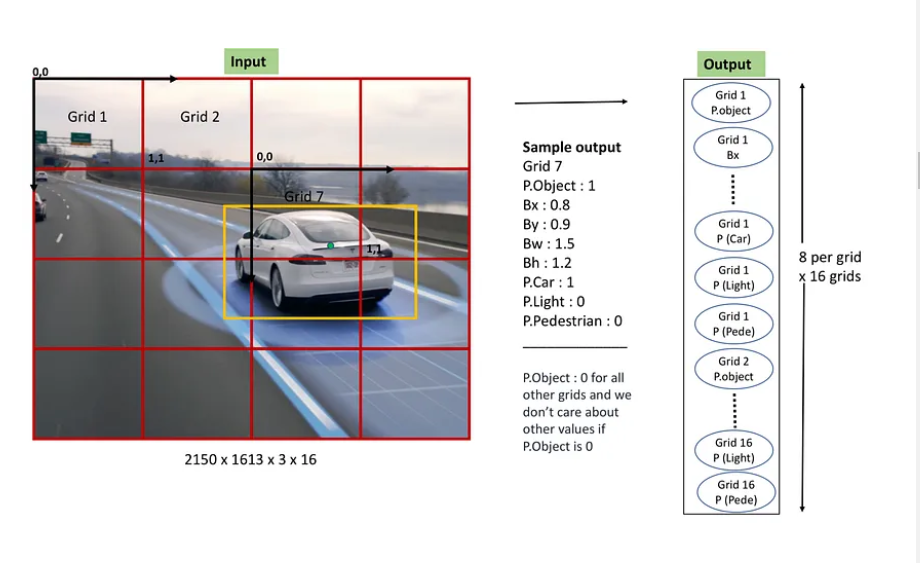 Input
0,0
Grid 1
Grid 2
1,1
0,0
Grid 7
1,1
2150 x 1613 x 3 x 16
Sample output
Grid 7
P.Object : 1
Bx : 0.8
By : 0.9
Bw : 1.5
Bh : 1.2
P.Car : 1
P.Light : 0
P.Pedestrian : 0
P.Object : 0 for all
other grids and we
don't care about
other values if
P.Object is 0
Output
Grid 1
P.object
Grid 1
Bx
Grid 1
P (Car)
Grid 1
P (Light)
Grid 1
P (Pede)
Grid 2
P.object
Grid 16
P (Light)
Grid 16
P (Pede)
8 per grid
x 16 grids